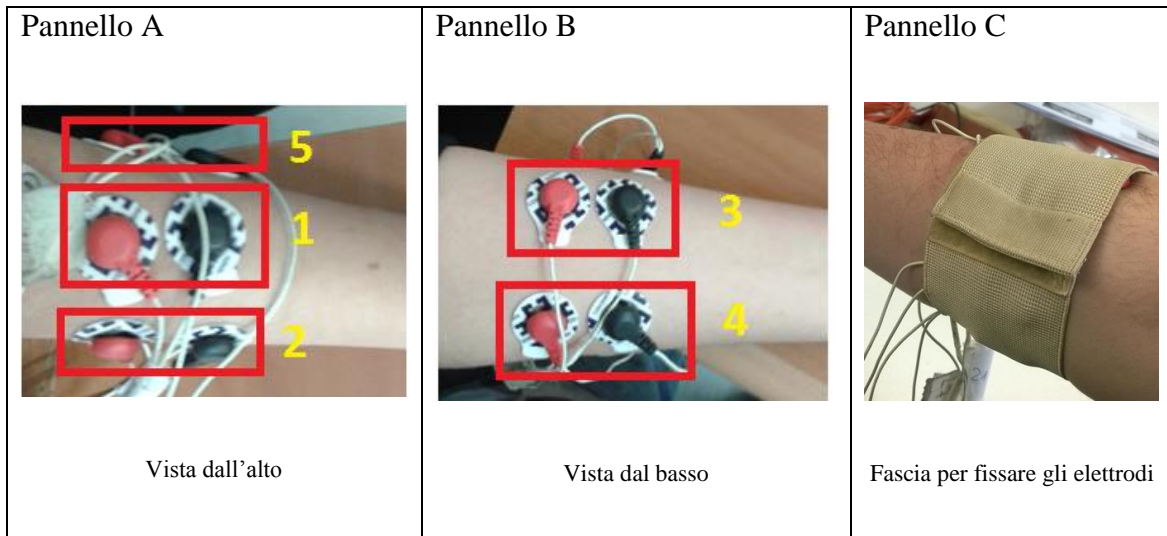 Pannello A
Pannello B
Pannello C
5
1
2
3
4
Vista dall’alto
Vista dal basso
Fascia per fissare gli elettrodi